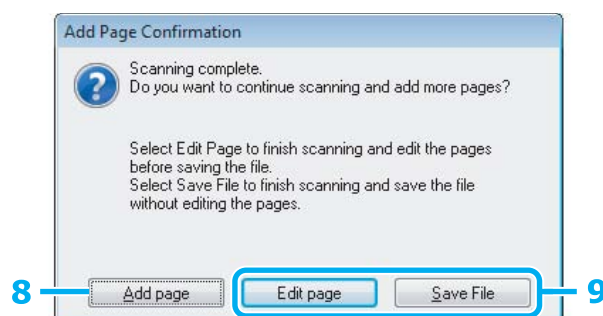 Add Page Confirmation
Scanning complete.
Do you want to continue scanning and add more pages?
Select Edit Page to finish scanning and edit the pages
before saving the file.
Select Save File to finish scanning and save the file
without editing the pages.
8 Add page Edit page Save File 9